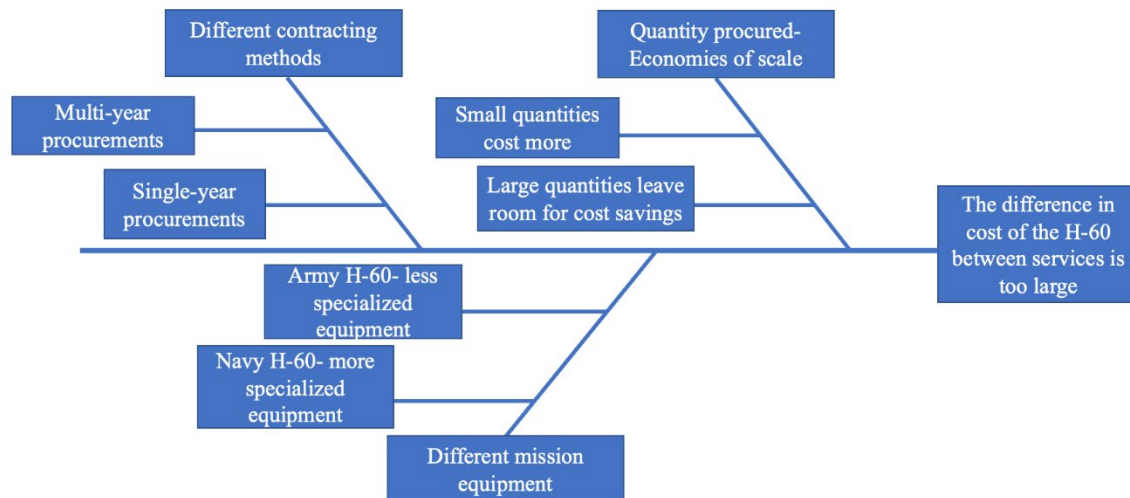 Different contracting
methods
Quantity procured-
Economies of scale
Multi-year
procurements
Small quantities
cost more
Single-year
procurements
Large quantities leave
room for cost savings
The difference in
cost of the H-60
between services is
too large
Army H-60- less
specialized
equipment
Navy H-60- more
specialized
equipment
Different mission
equipment